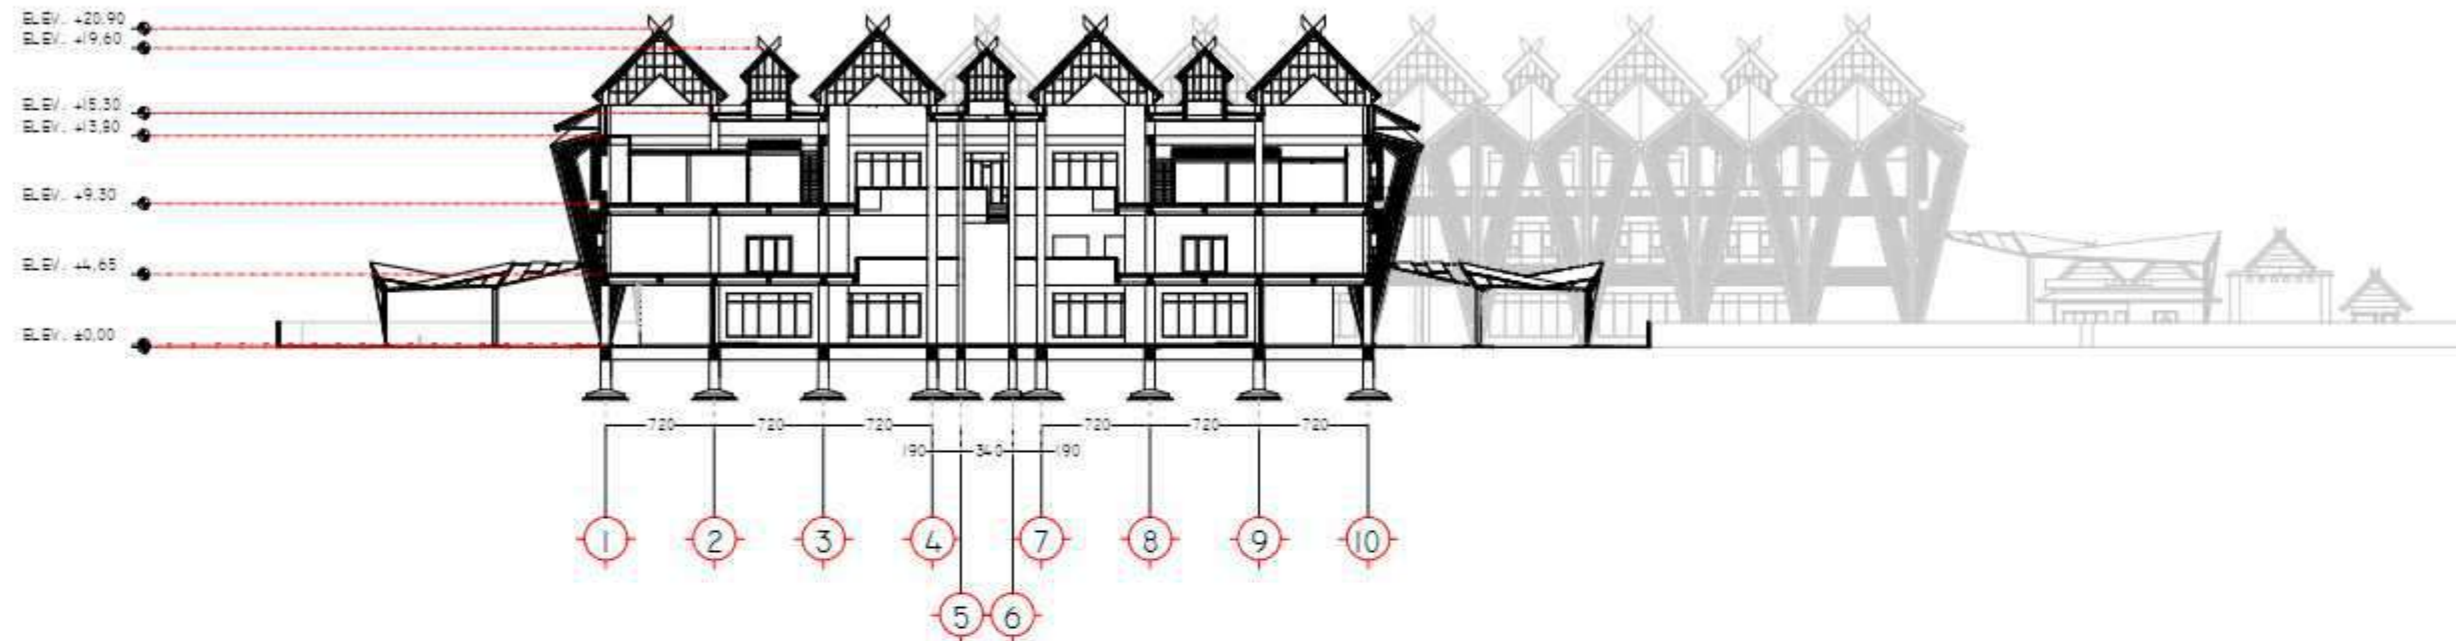 ELEV. +20.90
ELEV. +19.60
ELEV. +15.30
ELEV. +13.80
ELEV. +9.30
ELEV. +4.65
ELEV. ±0.00
720 720 720 720 720 720
190 340 190
1 2 3 4 7 8 9 10
5 6